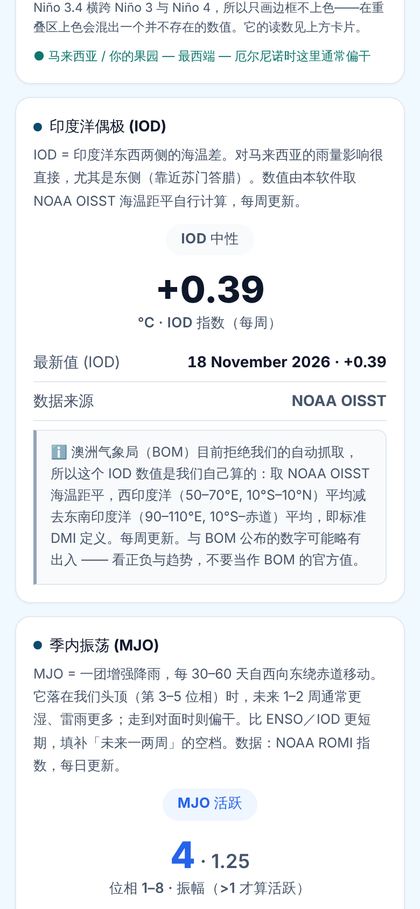 Niño 3.4 横跨 Niño 3 与 Niño 4，所以只画边框不上色——在重
叠区上色会混出一个并不存在的数值。它的读数见上方卡片。
● 马来西亚 / 你的果园 — 最西端 — 厄尔尼诺时这里通常偏干
印度洋偶极 (IOD)
IOD = 印度洋东西两侧的海温差。对马来西亚的雨量影响很
直接，尤其是东侧（靠近苏门答腊）。数值由本软件取
NOAA OISST 海温距平自行计算，每周更新。
IOD 中性
+0.39
°C · IOD 指数（每周）
最新值 (IOD) 18 November 2026 · +0.39
数据来源 NOAA OISST
ℹ️ 澳洲气象局（BOM）目前拒绝我们的自动抓取，
所以这个 IOD 数值是我们自己算的：取 NOAA OISST
海温距平，西印度洋（50–70°E, 10°S–10°N）平均减
去东南印度洋（90–110°E, 10°S–赤道）平均，即标准
DMI 定义。每周更新。与 BOM 公布的数字可能略有
出入 —— 看正负与趋势，不要当作 BOM 的官方值。
季内振荡 (MJO)
MJO = 一团增强降雨，每 30–60 天自西向东绕赤道移动。
它落在我们头顶（第 3–5 位相）时，未来 1–2 周通常更
湿、雷雨更多；走到对面时则偏干。比 ENSO／IOD 更短
期，填补「未来一两周」的空档。数据：NOAA ROMI 指
数，每日更新。
MJO 活跃
4 · 1.25
位相 1–8 · 振幅（>1 才算活跃）